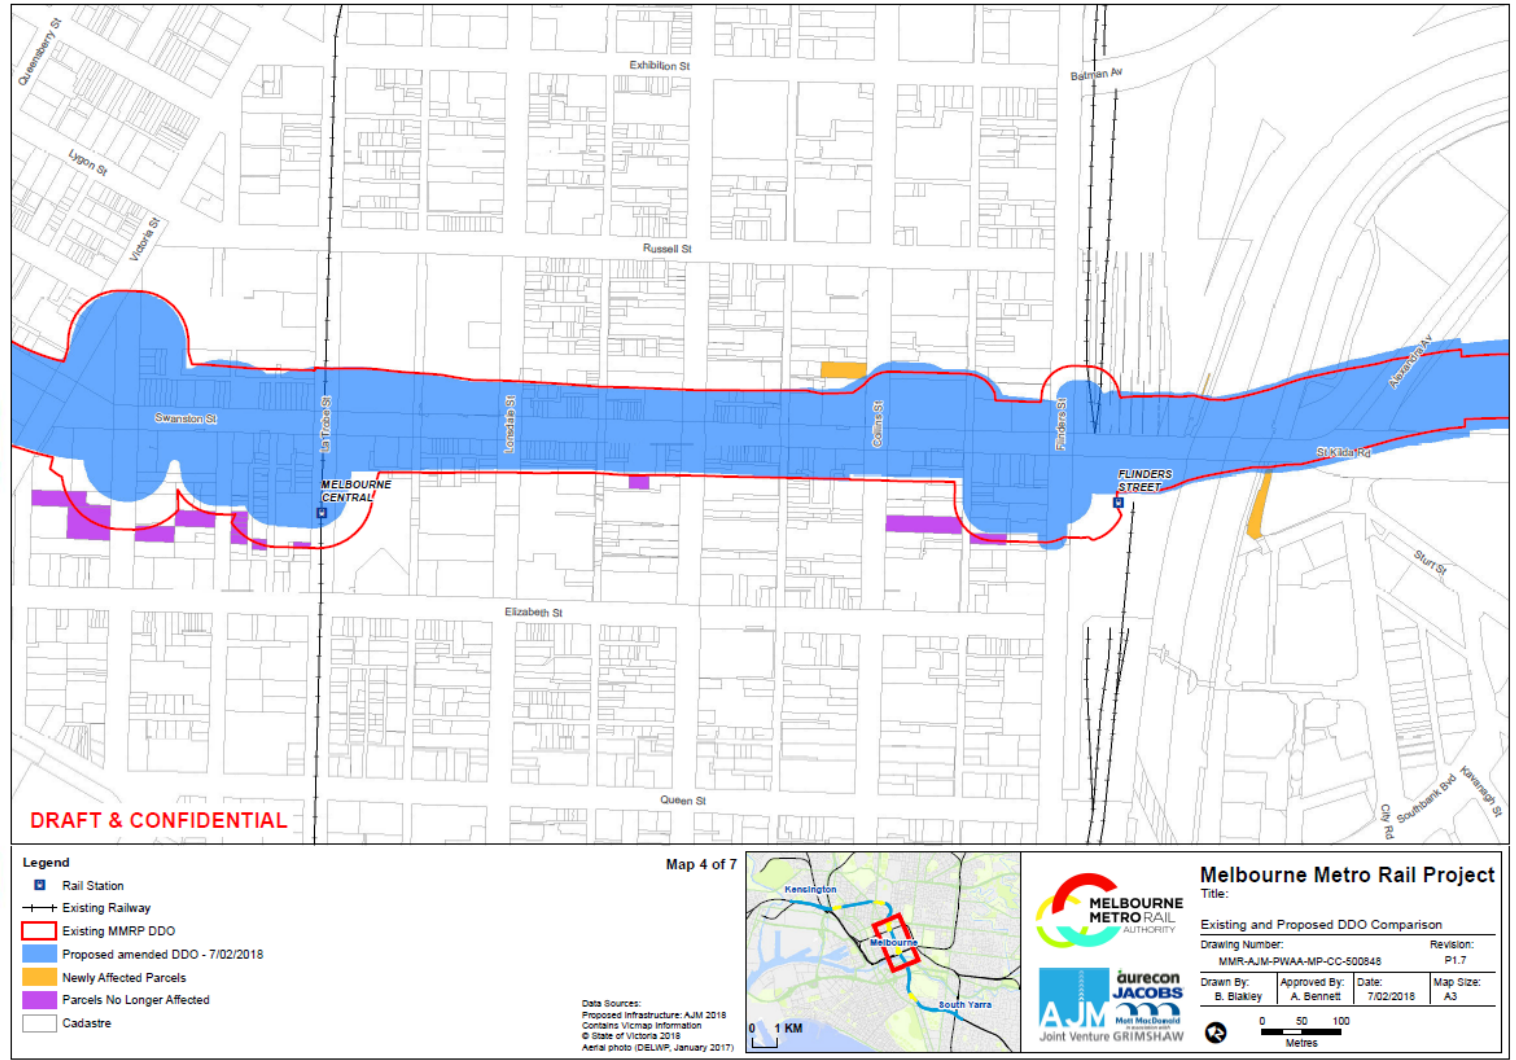 Queensberry St
Exhibition St
Batman Av
Lygon St
Victoria St
Russell St
Alexandra Av
Swanston St
La Trobe St
Lonsdale St
Collins St
Flinders St
St Kilda Rd
MELBOURNE
CENTRAL
FLINDERS
STREET
Sturt St
Elizabeth St
Queen St
Kavanagh St
Southbank Bvd
City Rd
DRAFT & CONFIDENTIAL
Legend
Rail Station
Existing Railway
Existing MMRP DDO
Proposed amended DDO - 7/02/2018
Newly Affected Parcels
Parcels No Longer Affected
Cadastre
Map 4 of 7
Data Sources:
Proposed Infrastructure: AJM 2018
Contains Vicmap Information
© State of Victoria 2018
Aerial photo (DELWP, January 2017)
Kensington
Melbourne
South Yarra
0 1 KM
MELBOURNE
METRO RAIL
AUTHORITY
AJM
aurecon
JACOBS
Mott MacDonald
in association with
Joint Venture GRIMSHAW
Melbourne Metro Rail Project
Title:
Existing and Proposed DDO Comparison
Drawing Number: Revision:
MMR-AJM-PWAA-MP-CC-500848 P1.7
Drawn By: Approved By: Date: Map Size:
B. Blakley A. Bennett 7/02/2018 A3
0 50 100
Metres